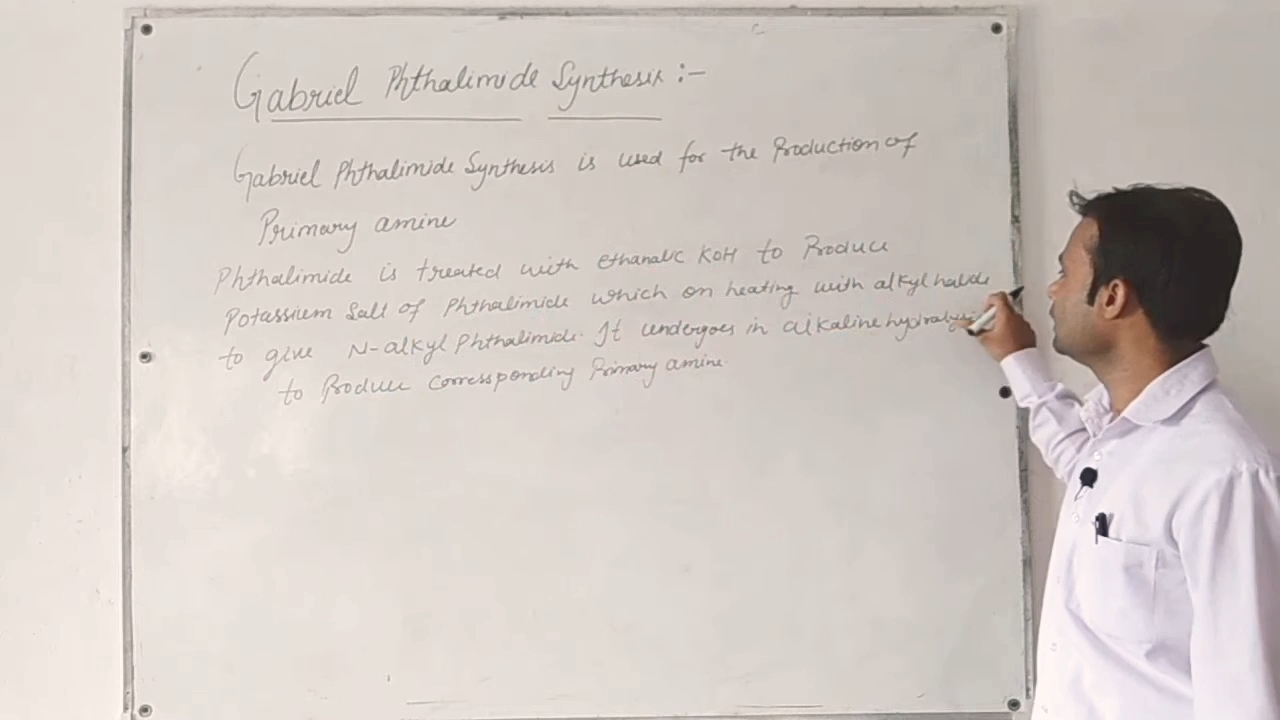 Gabriel Phthalimide Synthesis :-
Gabriel Phthalimide Synthesis is used for the Production of
Primary amine
Phthalimide is treated with ethanalic KOH to Produce
Potassium Salt of Phthalimide which on heating with alkyl halide
to give N-alkyl Phthalimide. It undergoes in alkaline
to Produce corressponding Primary amine.